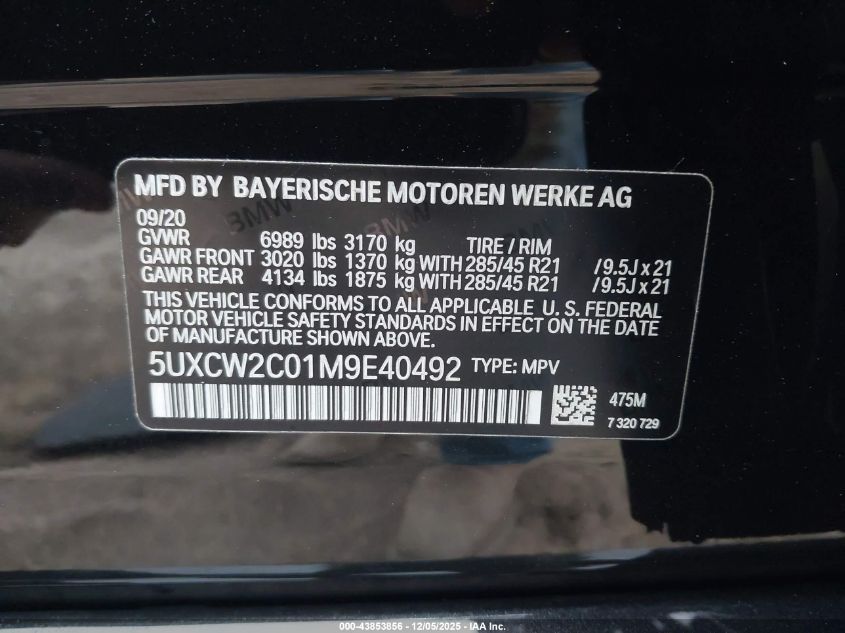 MFD BY BAYERISCHE MOTOREN WERKE AG
09/20
GVWR 6989 lbs 3170 kg TIRE / RIM
GAWR FRONT 3020 lbs 1370 kg WITH 285/45 R21 /9.5J x 21
GAWR REAR 4134 lbs 1875 kg WITH 285/45 R21 /9.5J x 21
THIS VEHICLE CONFORMS TO ALL APPLICABLE U. S. FEDERAL
MOTOR VEHICLE SAFETY STANDARDS IN EFFECT ON THE DATE
OF MANUFACTURE SHOWN ABOVE.
5UXCW2C01M9E40492 TYPE: MPV
475M
7 320 729
000-43853856 - 12/05/2025 - IAA Inc.